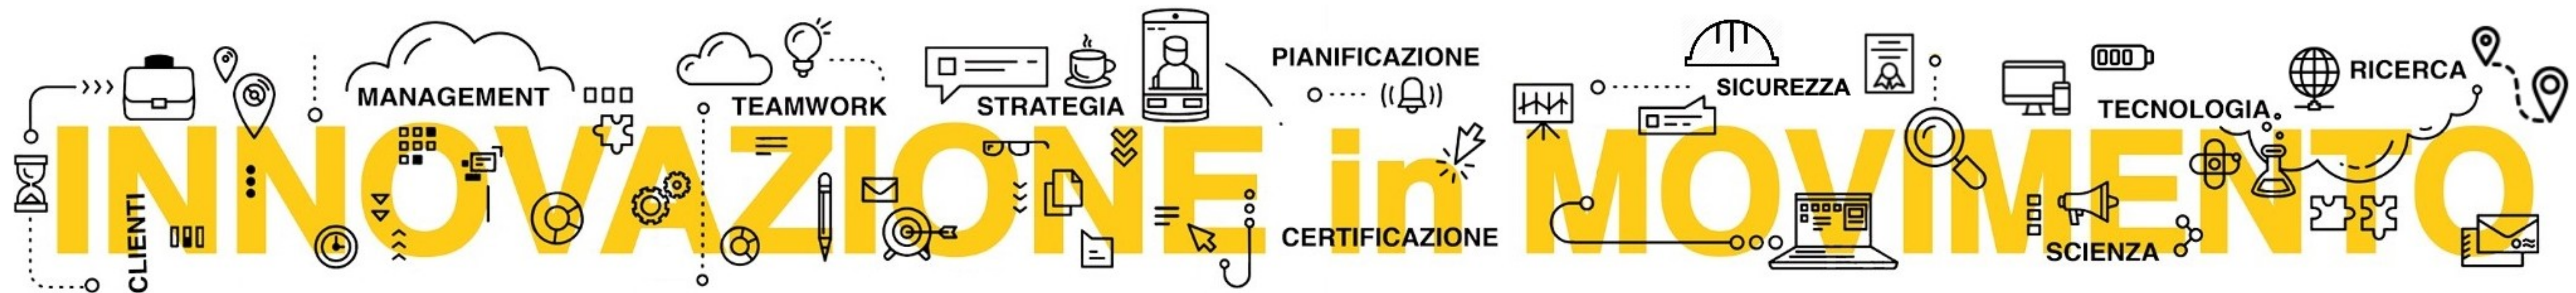 INNOVAZIONE in MOVIMENTO
CLIENTI
MANAGEMENT
TEAMWORK
STRATEGIA
PIANIFICAZIONE
CERTIFICAZIONE
SICUREZZA
TECNOLOGIA
SCIENZA
RICERCA